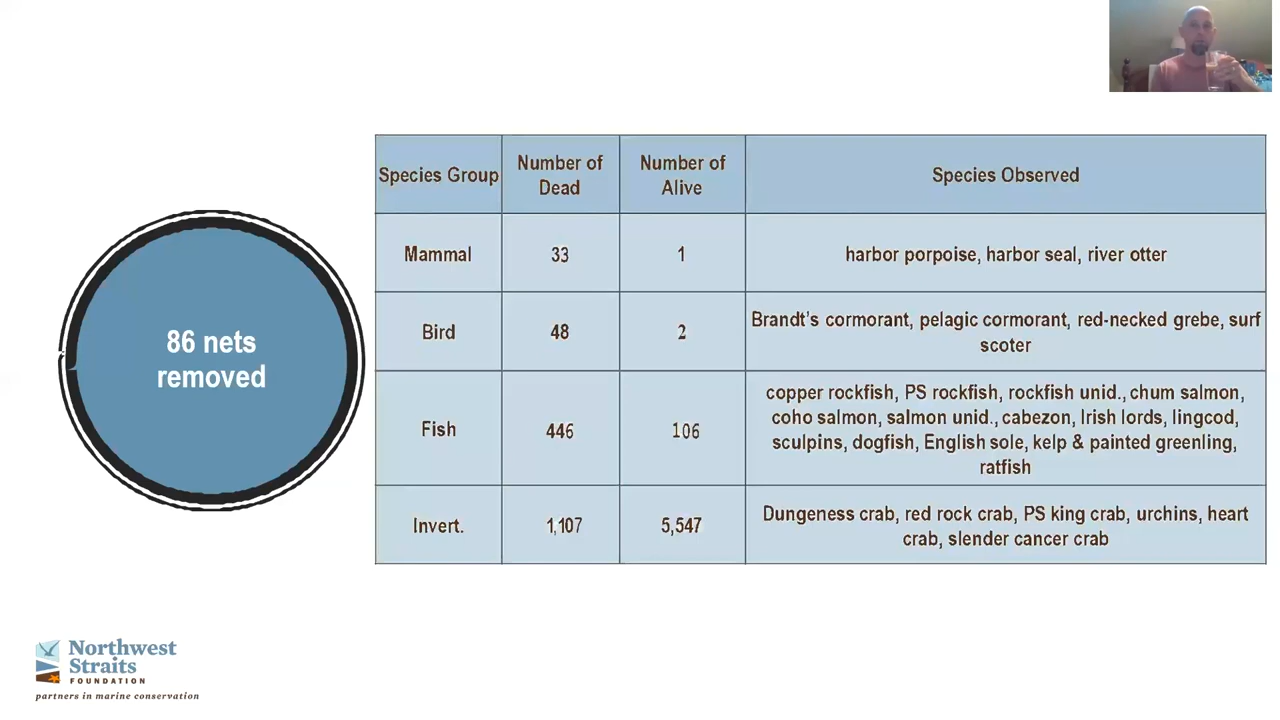 86 nets
removed
Species Group
Number of
Dead
Number of
Alive
Species Observed
Mammal
33
1
harbor porpoise, harbor seal, river otter
Bird
48
2
Brandt's cormorant, pelagic cormorant, red-necked grebe, surf
scoter
Fish
446
106
copper rockfish, PS rockfish, rockfish unid., chum salmon,
coho salmon, salmon unid., cabezon, Irish lords, lingcod,
sculpins, dogfish, English sole, kelp & painted greenling,
ratfish
Invert.
1,107
5,547
Dungeness crab, red rock crab, PS king crab, urchins, heart
crab, slender cancer crab
Northwest
Straits
FOUNDATION
partners in marine conservation